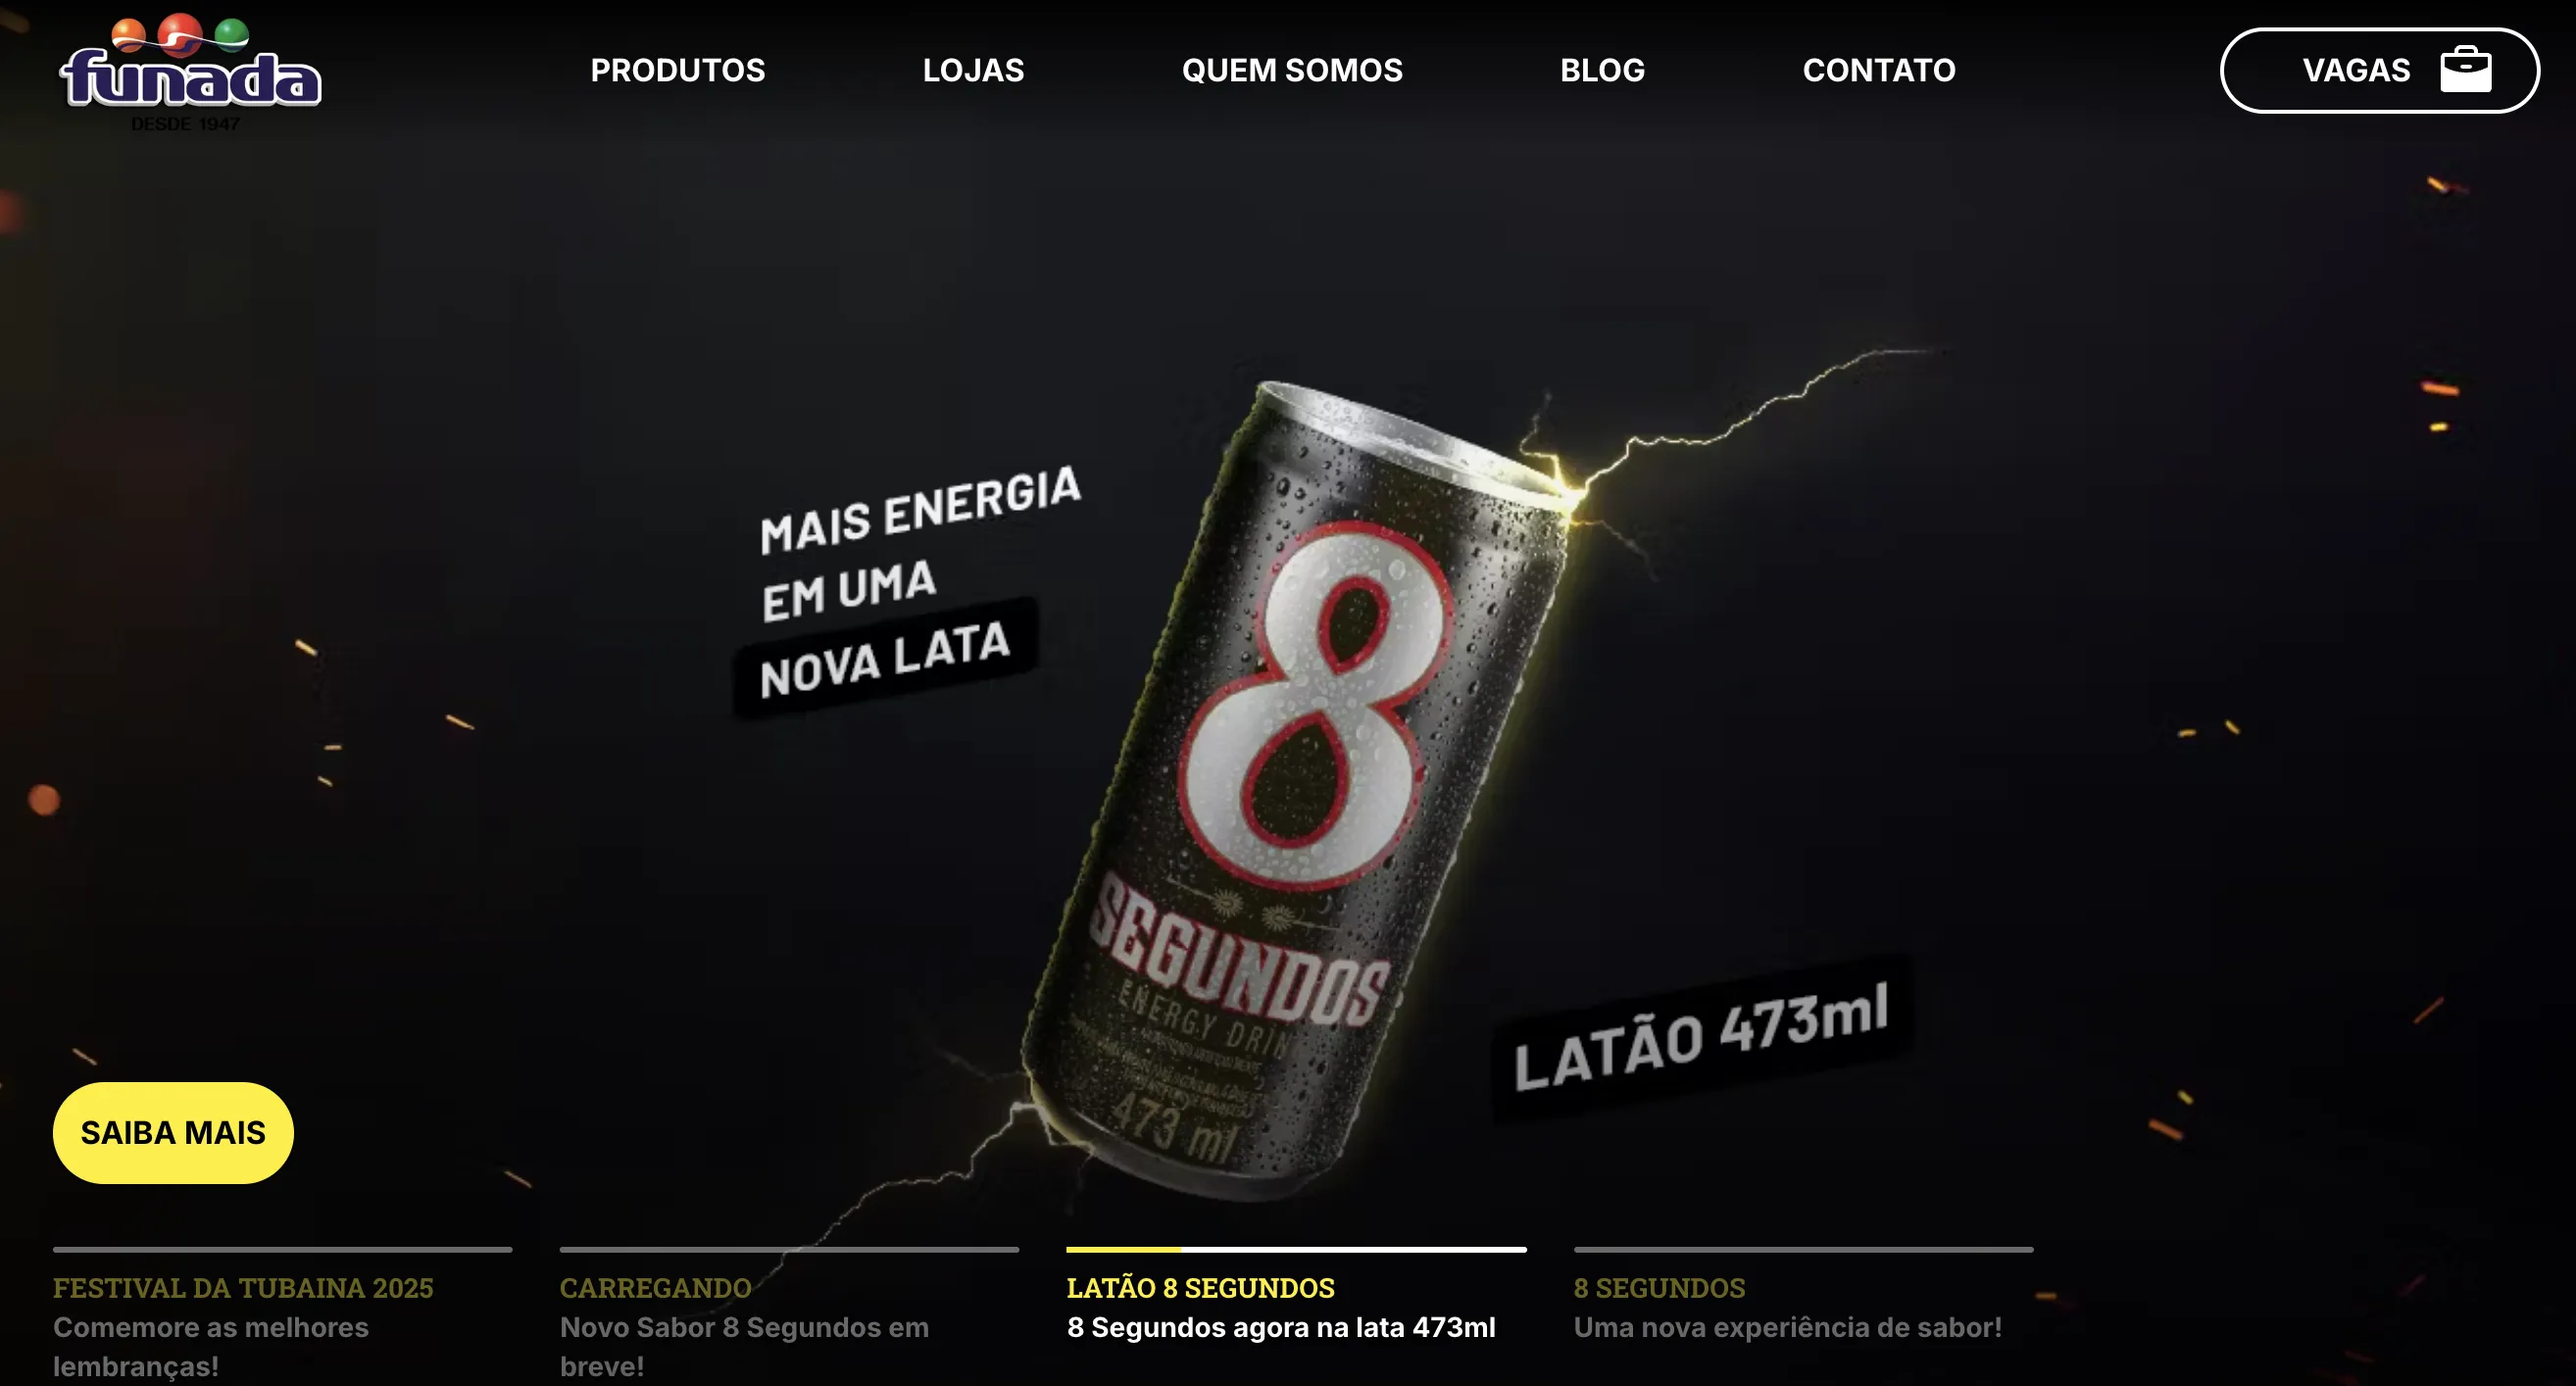 funada
DESDE 1947
PRODUTOS
LOJAS
QUEM SOMOS
BLOG
CONTATO
VAGAS
MAIS ENERGIA
EM UMA
NOVA LATA
8
SEGUNDOS
ENERGY DRIN
473 ml
LATÃO 473ml
SAIBA MAIS
FESTIVAL DA TUBAINA 2025
Comemore as melhores
lembranças!
CARREGANDO
Novo Sabor 8 Segundos em
breve!
LATÃO 8 SEGUNDOS
8 Segundos agora na lata 473ml
8 SEGUNDOS
Uma nova experiência de sabor!